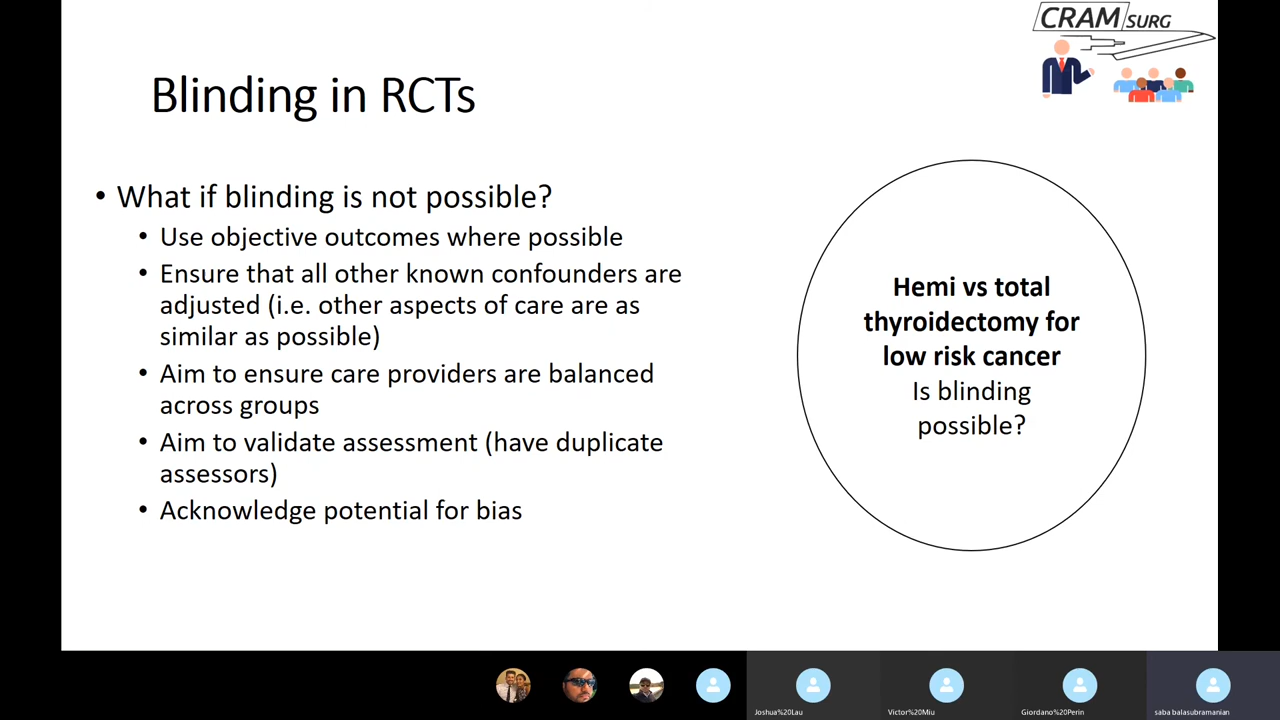 CRAM SURG
Blinding in RCTs
• What if blinding is not possible?
• Use objective outcomes where possible
• Ensure that all other known confounders are
adjusted (i.e. other aspects of care are as
similar as possible)
• Aim to ensure care providers are balanced
across groups
• Aim to validate assessment (have duplicate
assessors)
• Acknowledge potential for bias
Hemi vs total
thyroidectomy for
low risk cancer
Is blinding
possible?
Joshua%20Lau
Victor%20Miu
Giordano%20Perin
saba balasubramanian